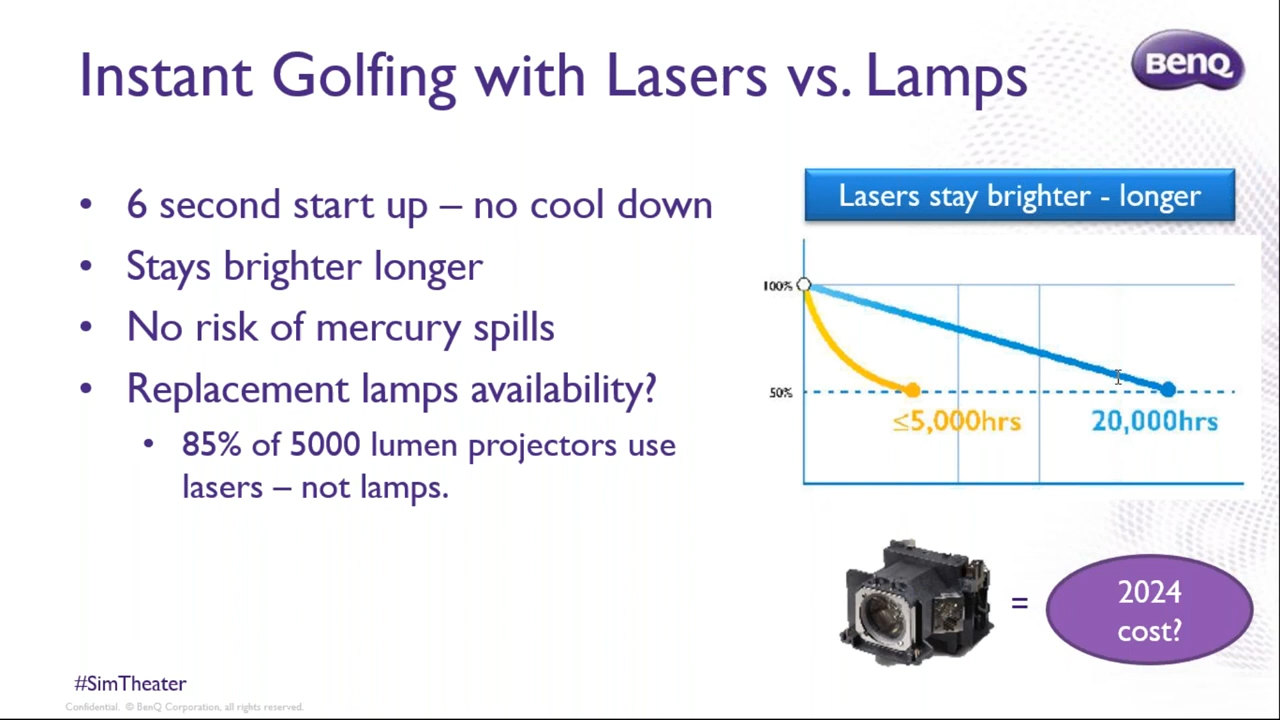 Instant Golfing with Lasers vs. Lamps
BenQ
• 6 second start up – no cool down
• Stays brighter longer
• No risk of mercury spills
• Replacement lamps availability?
• 85% of 5000 lumen projectors use
lasers – not lamps.
Lasers stay brighter - longer
100%
50%
≤5,000hrs
20,000hrs
=
2024
cost?
#SimTheater
Confidential. © BenQ Corporation, all rights reserved.